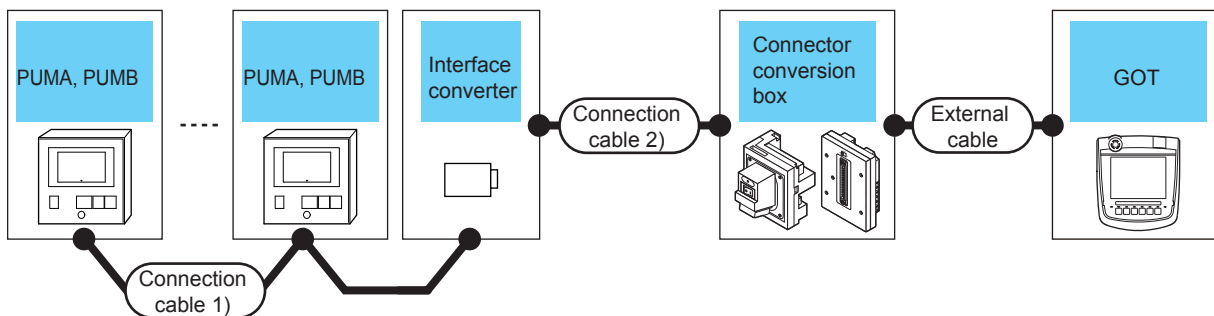 PUMA, PUMB
PUMA, PUMB
Interface
converter
Connection
cable 2)
Connector
conversion
box
External
cable
GOT
Connection
cable 1)